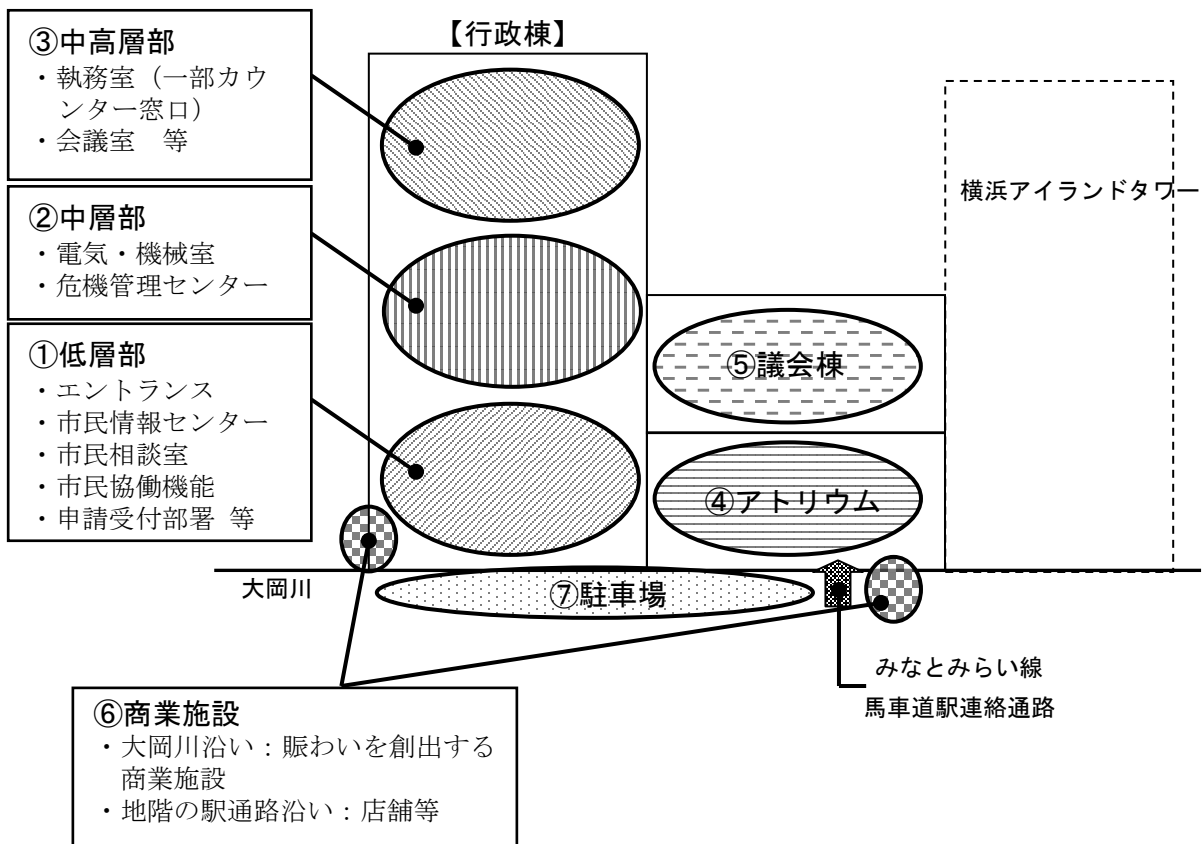 ③中高層部
・執務室（一部カウ
ンター窓口）
・会議室　等
②中層部
・電気・機械室
・危機管理センター
①低層部
・エントランス
・市民情報センター
・市民相談室
・市民協働機能
・申請受付部署 等
【行政棟】
横浜アイランドタワー
⑤議会棟
④アトリウム
大岡川
⑦駐車場
みなとみらい線
馬車道駅連絡通路
⑥商業施設
・大岡川沿い：賑わいを創出する
商業施設
・地階の駅通路沿い：店舗等